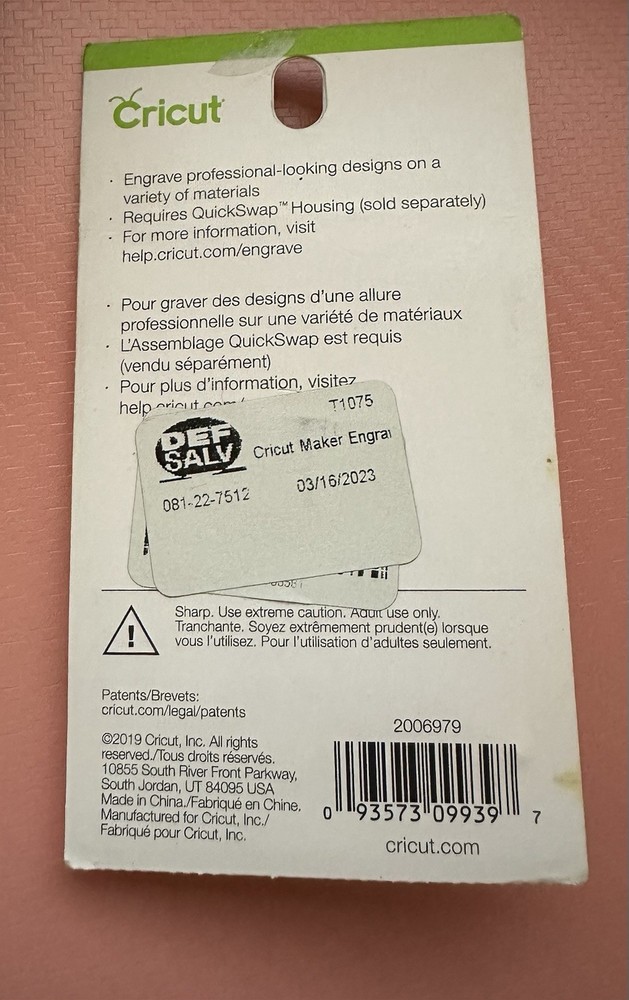 Cricut
· Engrave professional-looking designs on a
variety of materials
· Requires QuickSwap™ Housing (sold separately)
· For more information, visit
help.cricut.com/engrave
· Pour graver des designs d'une allure
professionnelle sur une variété de matériaux
· L'Assemblage QuickSwap est requis
(vendu séparément)
· Pour plus d'information, visitez
help.cricut.com/
T1075
DEF
SALV
Cricut Maker Engra
081-22-7512
03/16/2023
Sharp. Use extreme caution. Adult use only.
Tranchante. Soyez extrêmement prudent(e) lorsque
vous l'utilisez. Pour l'utilisation d'adultes seulement.
Patents/Brevets:
cricut.com/legal/patents
©2019 Cricut, Inc. All rights
reserved./Tous droits réservés.
10855 South River Front Parkway,
South Jordan, UT 84095 USA
Made in China./Fabriqué en Chine.
Manufactured for Cricut, Inc./
Fabriqué pour Cricut, Inc.
2006979
0 93573 09939 7
cricut.com